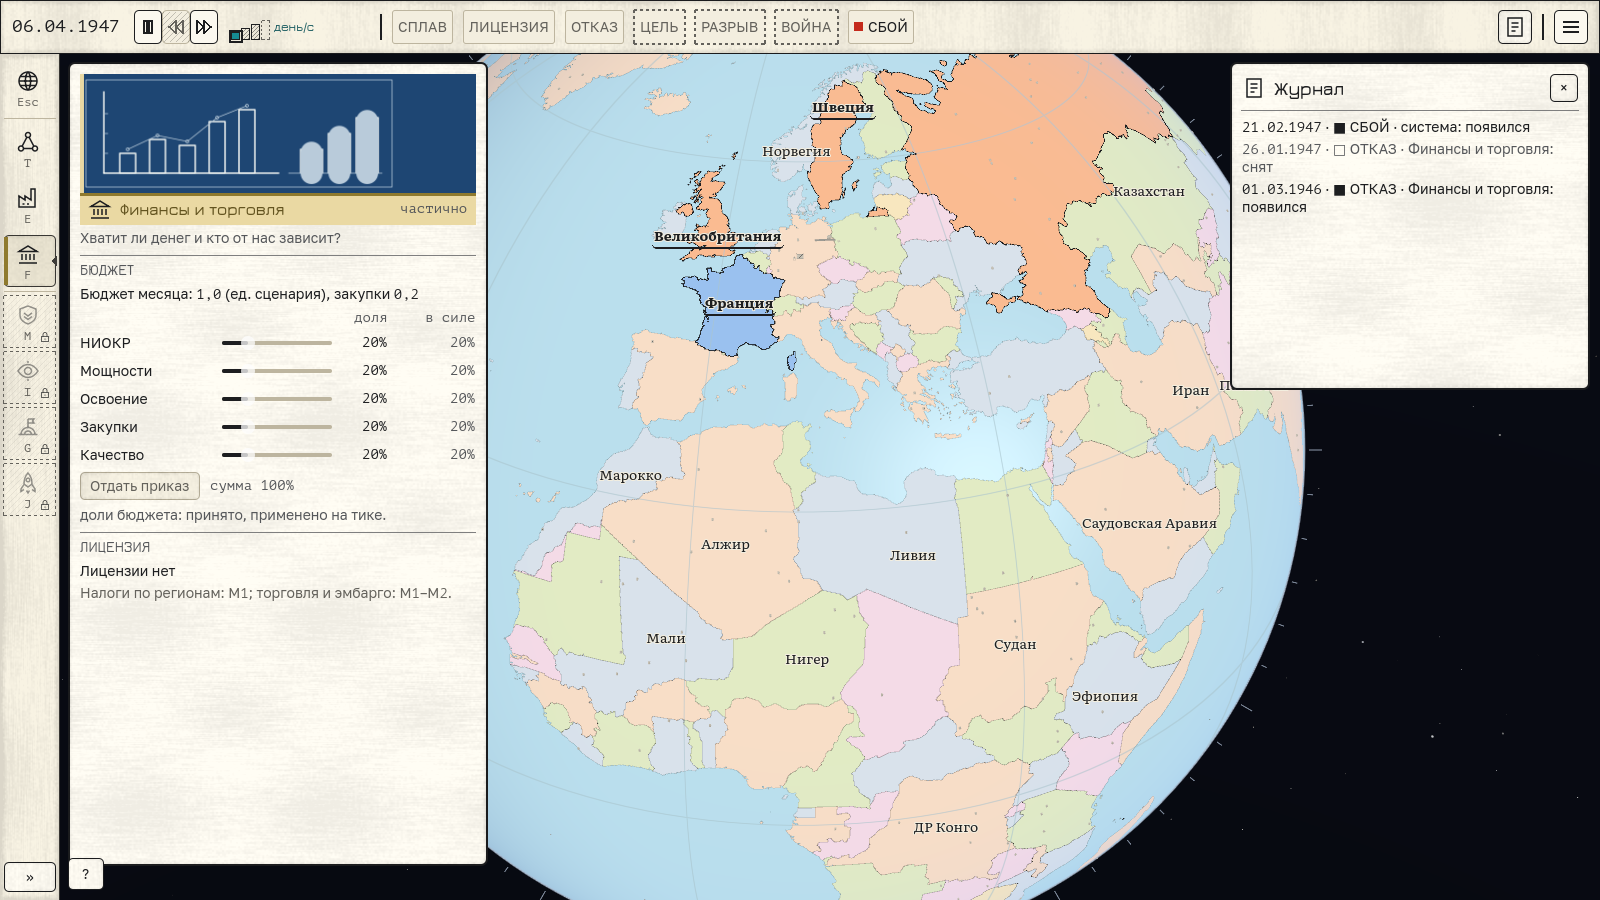 06.04.1947
день/с
СПЛАВ
ЛИЦЕНЗИЯ
ОТКАЗ
ЦЕЛЬ
РАЗРЫВ
ВОЙНА
СБОЙ
Esc
T
E
F
M
I
G
J
»
?
Финансы и торговля
частично
Хватит ли денег и кто от нас зависит?
БЮДЖЕТ
Бюджет месяца: 1,0 (ед. сценария), закупки 0,2
доля в силе
НИОКР 20% 20%
Мощности 20% 20%
Освоение 20% 20%
Закупки 20% 20%
Качество 20% 20%
Отдать приказ сумма 100%
доли бюджета: принято, применено на тике.
ЛИЦЕНЗИЯ
Лицензии нет
Налоги по регионам: М1; торговля и эмбарго: М1–М2.
Швеция
Норвегия
Казахстан
Великобритания
Франция
Иран
П
Марокко
Алжир
Ливия
Саудовская Аравия
Мали
Нигер
Судан
Эфиопия
ДР Конго
Журнал
×
21.02.1947 · ■ СБОЙ · система: появился
26.01.1947 · □ ОТКАЗ · Финансы и торговля:
снят
01.03.1946 · ■ ОТКАЗ · Финансы и торговля:
появился